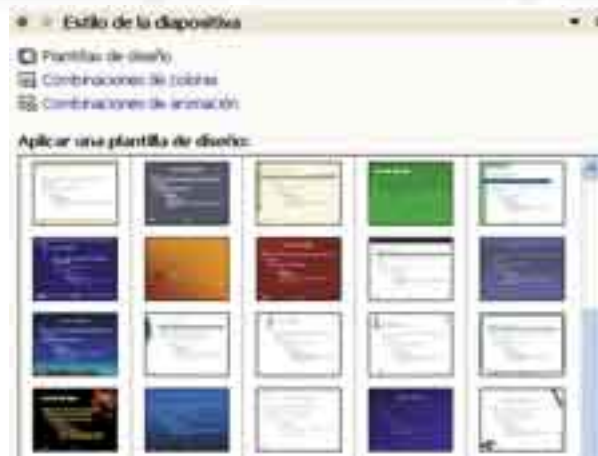 Estilo de la diapositiva
Plantillas de diseño
Combinaciones de colores
Combinaciones de animación
Aplicar una plantilla de diseño: